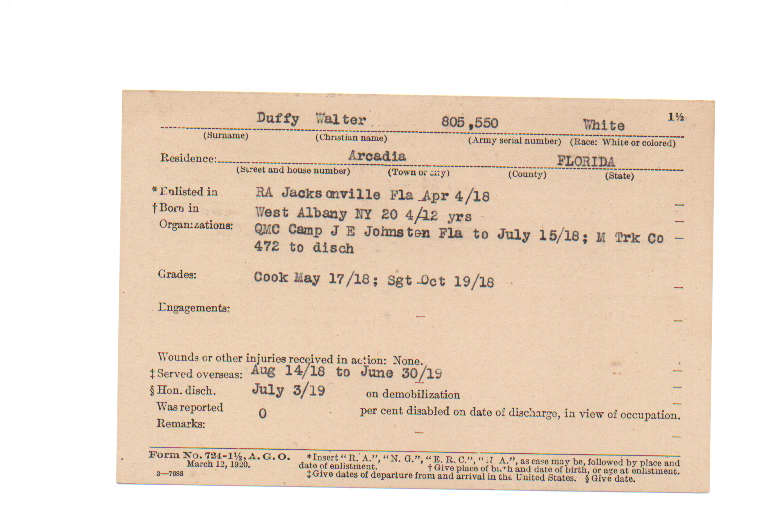 Duffy Walter 805,550 White 1½
(Surname) (Christian name) (Army serial number) (Race: White or colored)
Residence: Arcadia FLORIDA
(Street and house number) (Town or city) (County) (State)
*Enlisted in RA Jacksonville Fla Apr 4/18
†Born in West Albany NY 20 4/12 yrs
Organizations: QMC Camp J E Johnston Fla to July 15/18; M Trk Co
472 to disch
Grades: Cook May 17/18; Sgt Oct 19/18
Engagements:
Wounds or other injuries received in action: None.
‡Served overseas: Aug 14/18 to June 30/19
§Hon. disch. July 3/19 on demobilization
Was reported 0 per cent disabled on date of discharge, in view of occupation.
Remarks:
Form No. 724-1½, A. G. O. *Insert "R. A.", "N. G.", "E. R. C.", "N. A.", as case may be, followed by place and
March 12, 1920. date of enlistment. †Give place of birth and date of birth, or age at enlistment.
3—7688 ‡Give dates of departure from and arrival in the United States. §Give date.